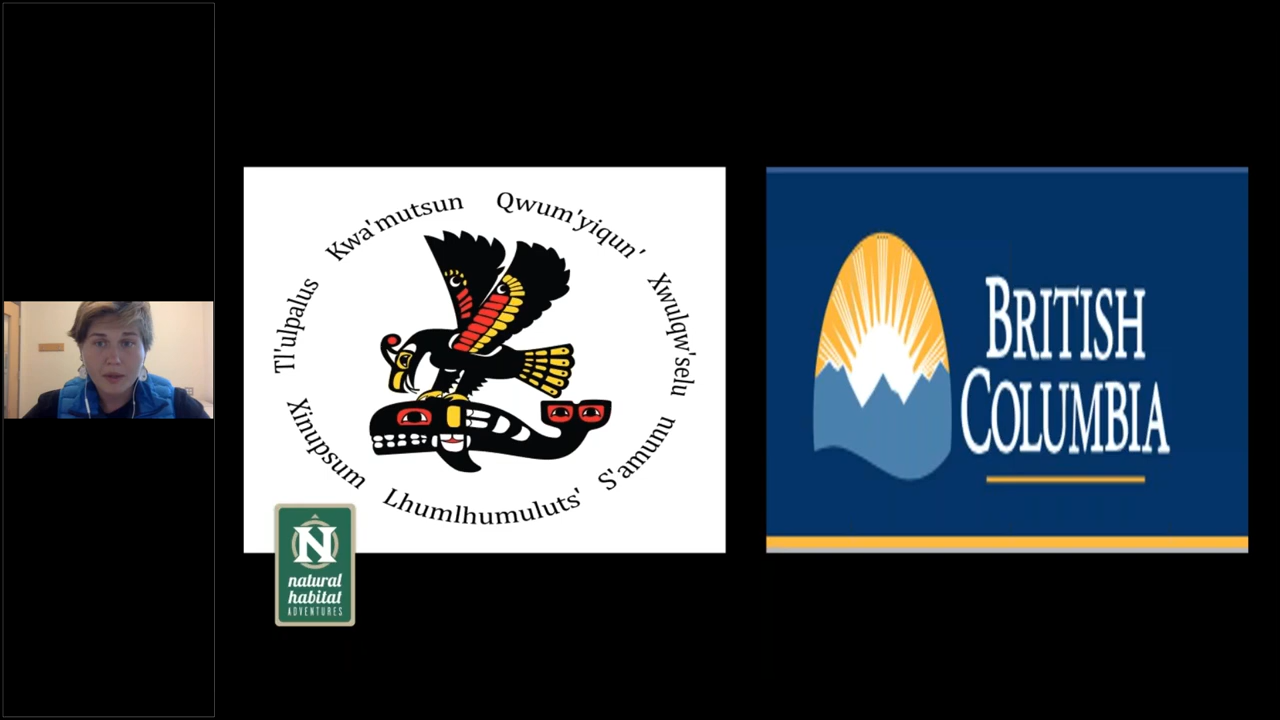 Kwa'mutsun
Qwum'yiqun'
Xwulqw'selu
S'amunu
Lhumlhumuluts'
Xinupsum
Tl'ulpalus
BRITISH
COLUMBIA
N
natural
habitat
ADVENTURES